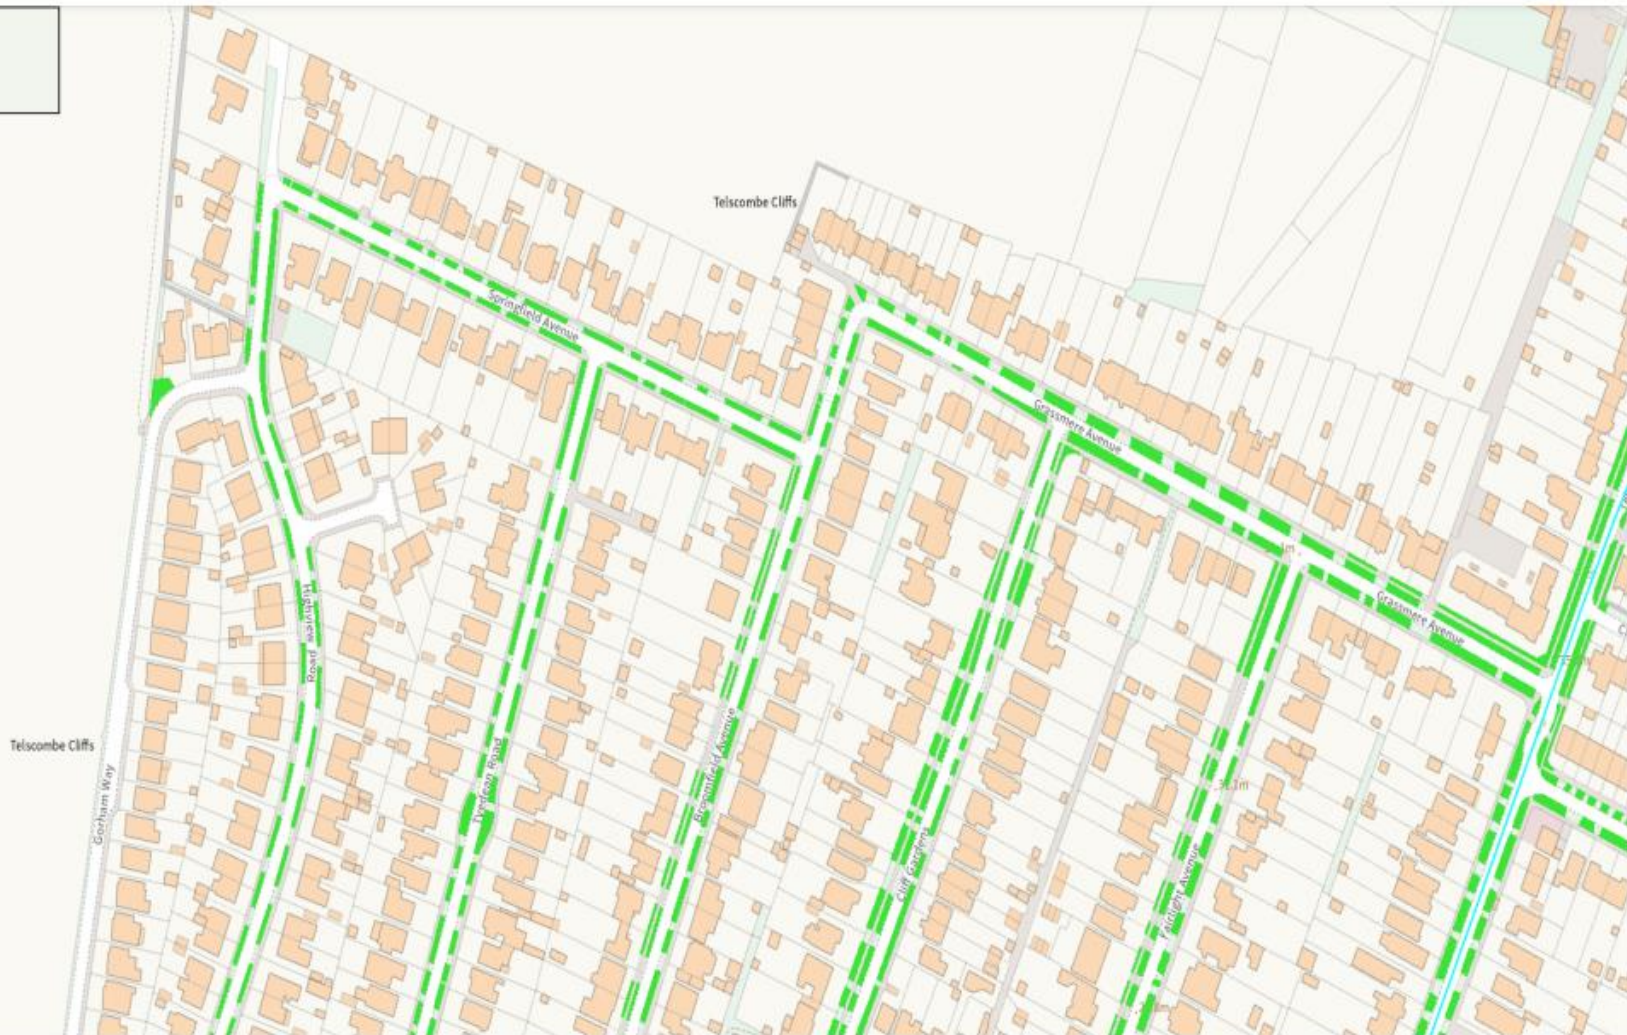 Telscombe Cliffs
Springfield Avenue
Grassmere Avenue
Grassmere Avenue
Highview Road
Telscombe Cliffs
Gorham Way
Tyedean Road
Broomfield Avenue
Cliff Gardens
Fairlight Avenue